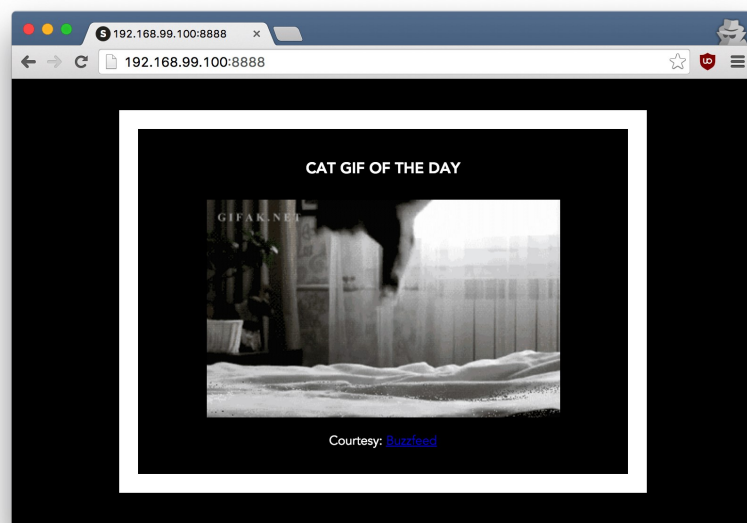 192.168.99.100:8888
192.168.99.100:8888
CAT GIF OF THE DAY
GIFAK.NET
Courtesy: Buzzfeed